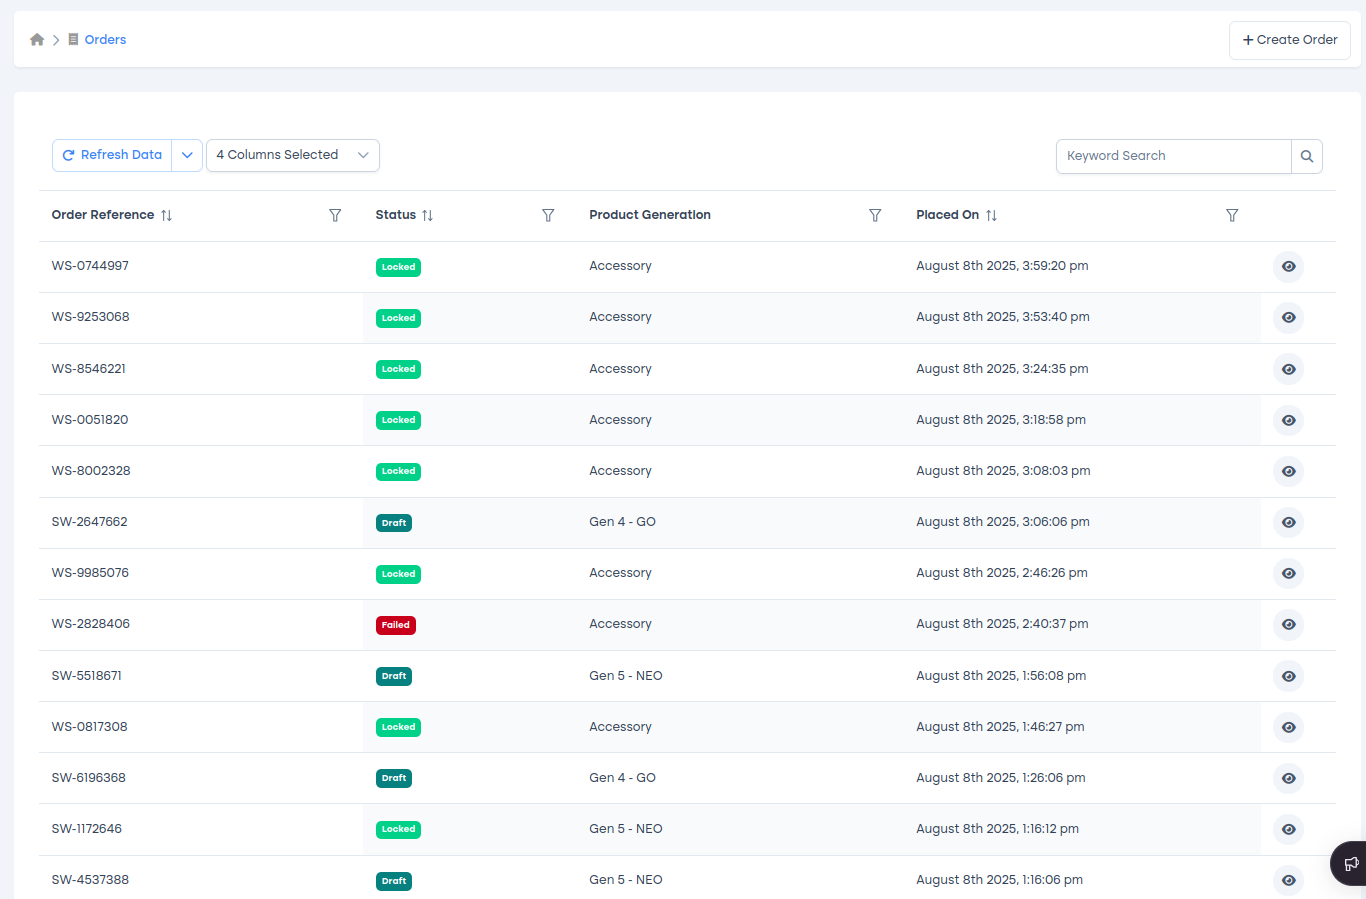 Orders
+ Create Order
Refresh Data 4 Columns Selected Keyword Search
Order Reference Status Product Generation Placed On
WS-0744997 Locked Accessory August 8th 2025, 3:59:20 pm
WS-9253068 Locked Accessory August 8th 2025, 3:53:40 pm
WS-8546221 Locked Accessory August 8th 2025, 3:24:35 pm
WS-0051820 Locked Accessory August 8th 2025, 3:18:58 pm
WS-8002328 Locked Accessory August 8th 2025, 3:08:03 pm
SW-2647662 Draft Gen 4 - GO August 8th 2025, 3:06:06 pm
WS-9985076 Locked Accessory August 8th 2025, 2:46:26 pm
WS-2828406 Failed Accessory August 8th 2025, 2:40:37 pm
SW-5518671 Draft Gen 5 - NEO August 8th 2025, 1:56:08 pm
WS-0817308 Locked Accessory August 8th 2025, 1:46:27 pm
SW-6196368 Draft Gen 4 - GO August 8th 2025, 1:26:06 pm
SW-1172646 Locked Gen 5 - NEO August 8th 2025, 1:16:12 pm
SW-4537388 Draft Gen 5 - NEO August 8th 2025, 1:16:06 pm